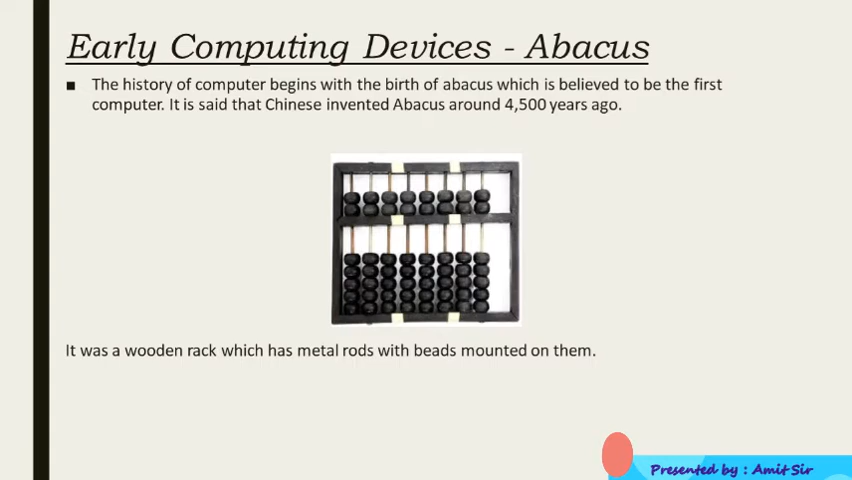 Early Computing Devices - Abacus
■ The history of computer begins with the birth of abacus which is believed to be the first
computer. It is said that Chinese invented Abacus around 4,500 years ago.
It was a wooden rack which has metal rods with beads mounted on them.
Presented by : Amit Sir